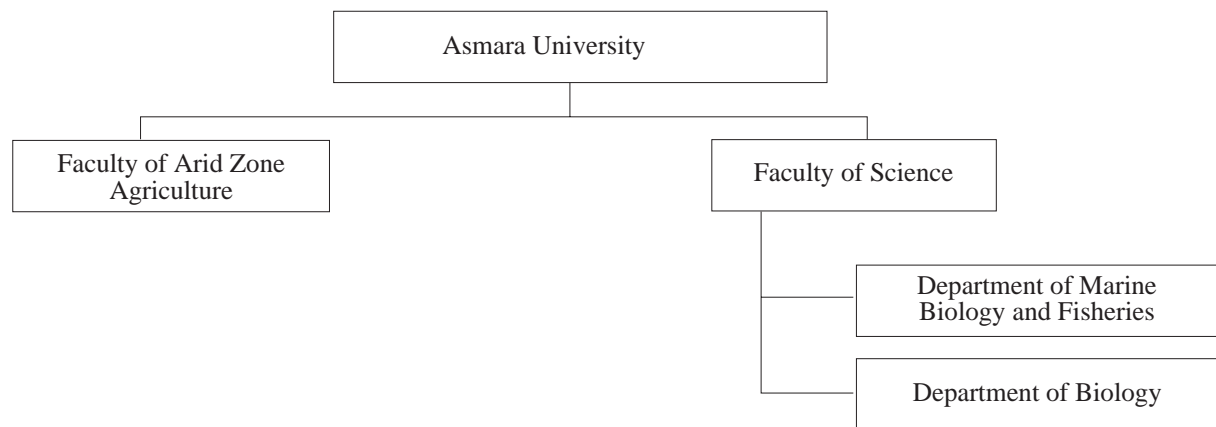 Asmara University
Faculty of Arid Zone
Agriculture
Faculty of Science
Department of Marine
Biology and Fisheries
Department of Biology